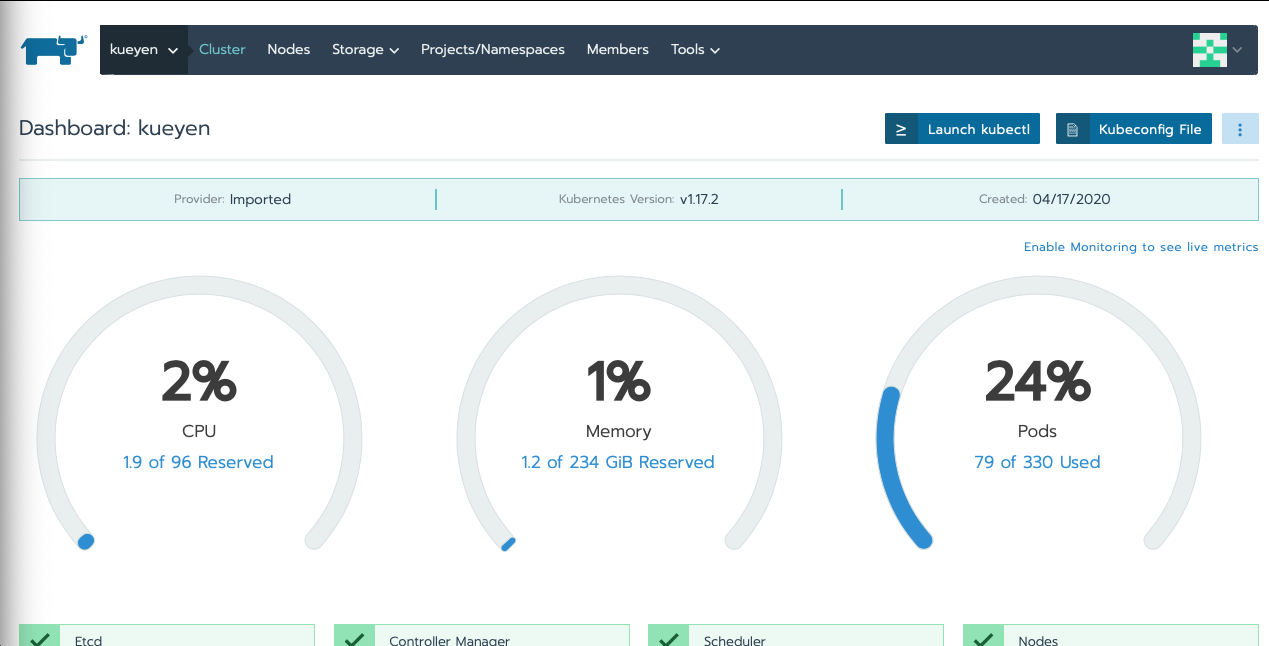 kueyen Cluster Nodes Storage Projects/Namespaces Members Tools
Dashboard: kueyen
Launch kubectl
Kubeconfig File
Provider: Imported
Kubernetes Version: v1.17.2
Created: 04/17/2020
Enable Monitoring to see live metrics
2%
CPU
1.9 of 96 Reserved
1%
Memory
1.2 of 234 GiB Reserved
24%
Pods
79 of 330 Used
Etcd
Controller Manager
Scheduler
Nodes